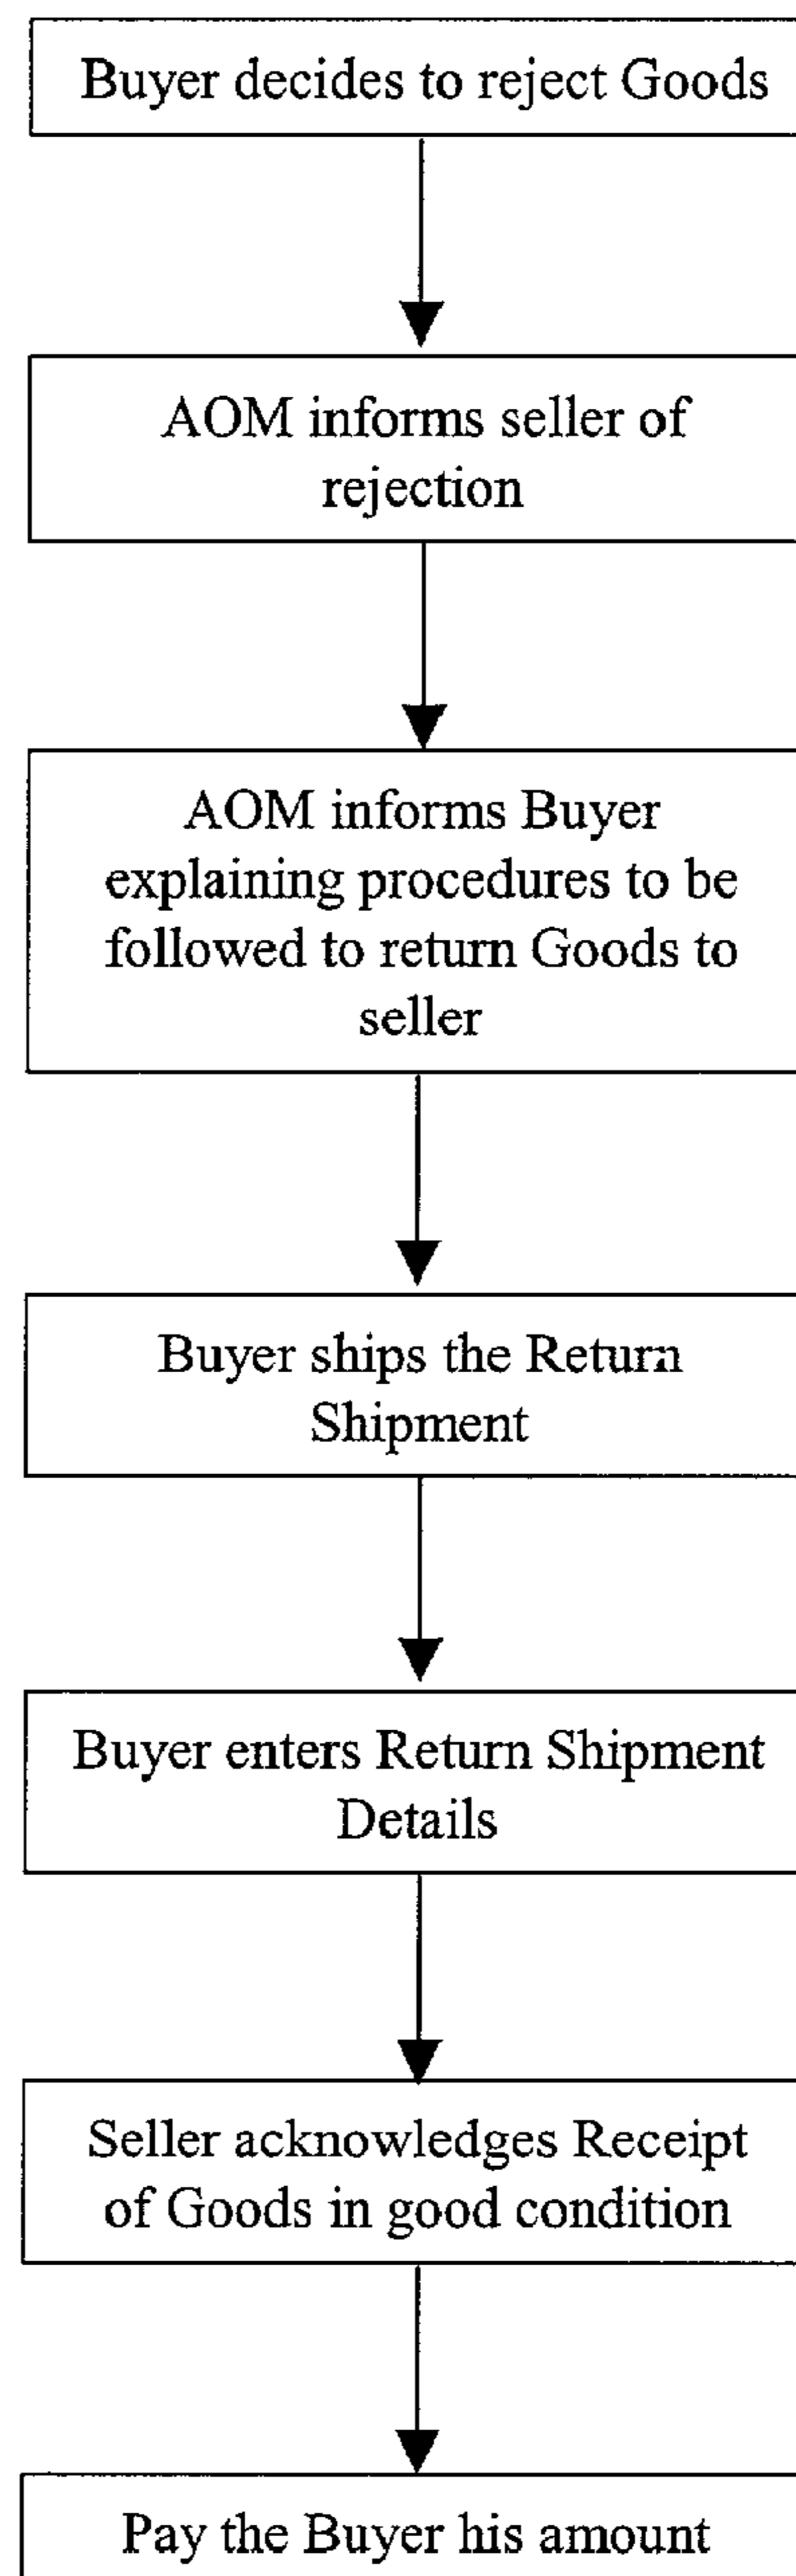 Buyer decides to reject Goods
AOM informs seller of
rejection
AOM informs Buyer
explaining procedures to be
followed to return Goods to
seller
Buyer ships the Return
Shipment
Buyer enters Return Shipment
Details
Seller acknowledges Receipt
of Goods in good condition
Pay the Buyer his amount